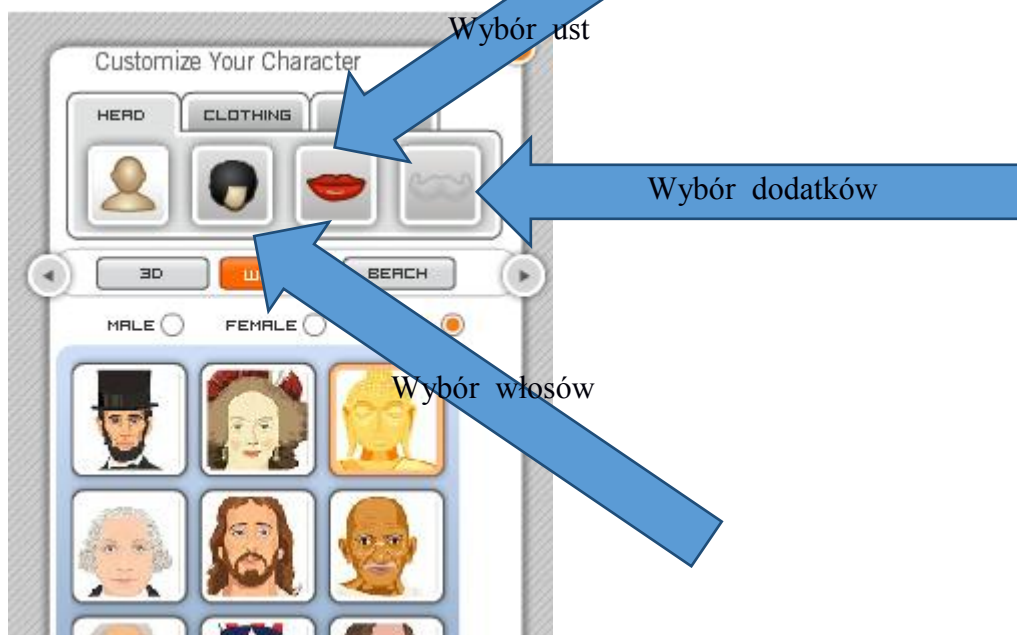 Wybór ust
Customize Your Character
HEAD CLOTHING
Wybór dodatków
3D BEACH
MALE FEMALE
Wybór włosów